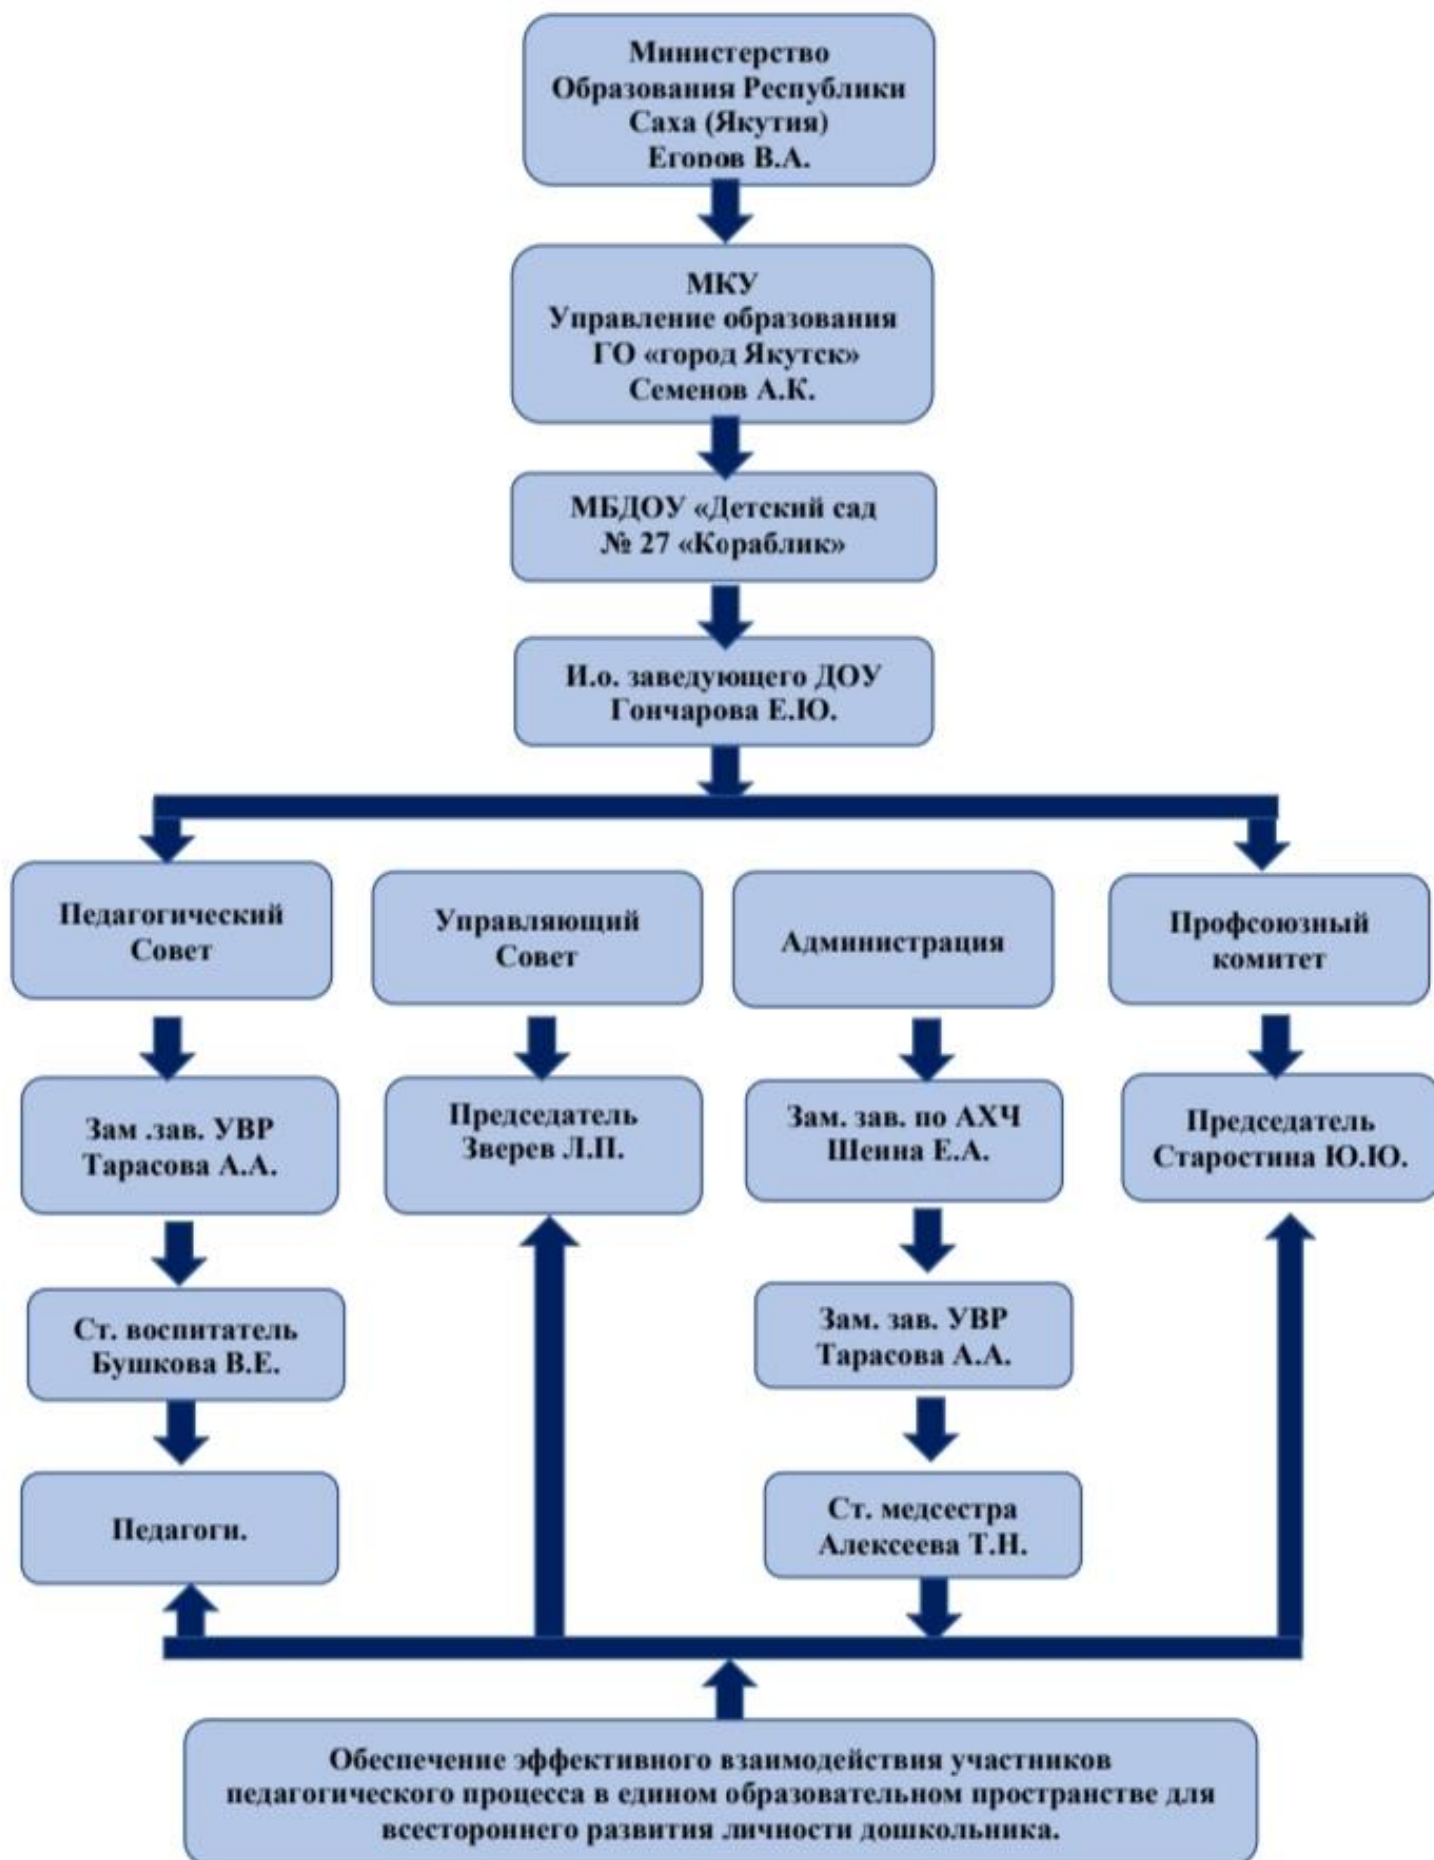 Министерство
Образования Республики
Саха (Якутия)
Егоров В.А.
МКУ
Управление образования
ГО «город Якутск»
Семенов А.К.
МБДОУ «Детский сад
№ 27 «Кораблик»
И.о. заведующего ДОУ
Гончарова Е.Ю.
Педагогический
Совет
Управляющий
Совет
Администрация
Профсоюзный
комитет
Зам .зав. УВР
Тарасова А.А.
Председатель
Зверев Л.П.
Зам. зав. по АХЧ
Шеина Е.А.
Председатель
Старостина Ю.Ю.
Ст. воспитатель
Бушкова В.Е.
Зам. зав. УВР
Тарасова А.А.
Педагоги.
Ст. медсестра
Алексеева Т.Н.
Обеспечение эффективного взаимодействия участников
педагогического процесса в едином образовательном пространстве для
всестороннего развития личности дошкольника.